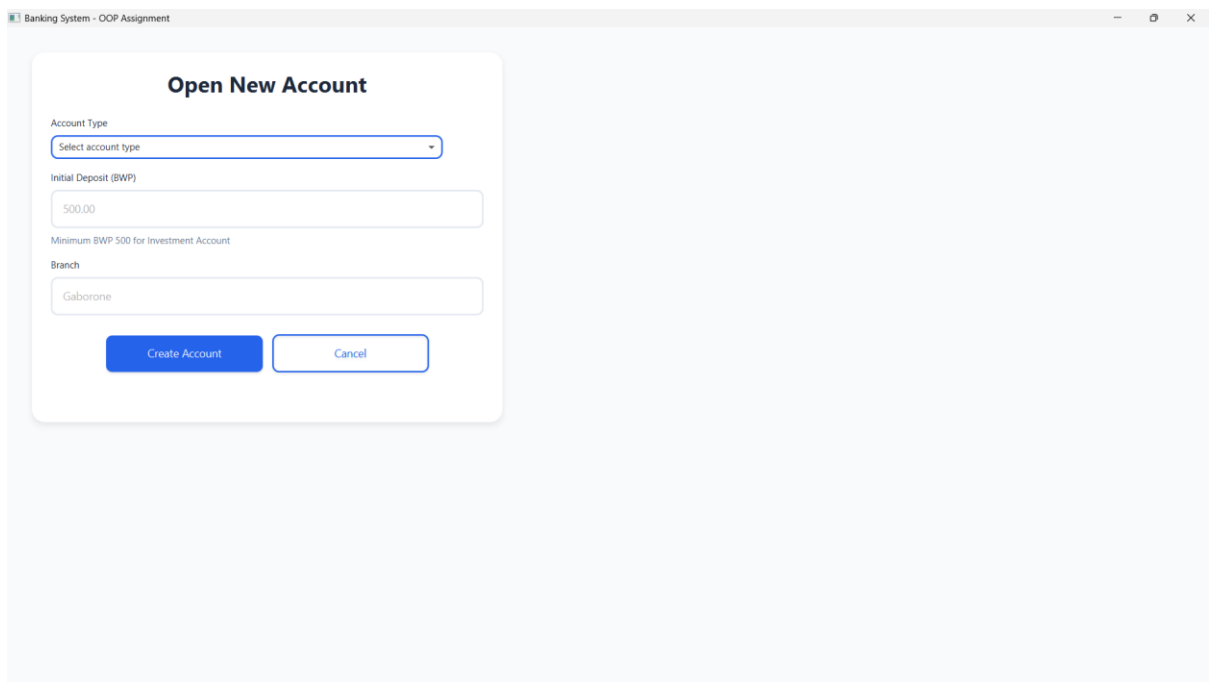 Banking System - OOP Assignment
Open New Account
Account Type
Select account type
Initial Deposit (BWP)
500.00
Minimum BWP 500 for Investment Account
Branch
Gaborone
Create Account
Cancel